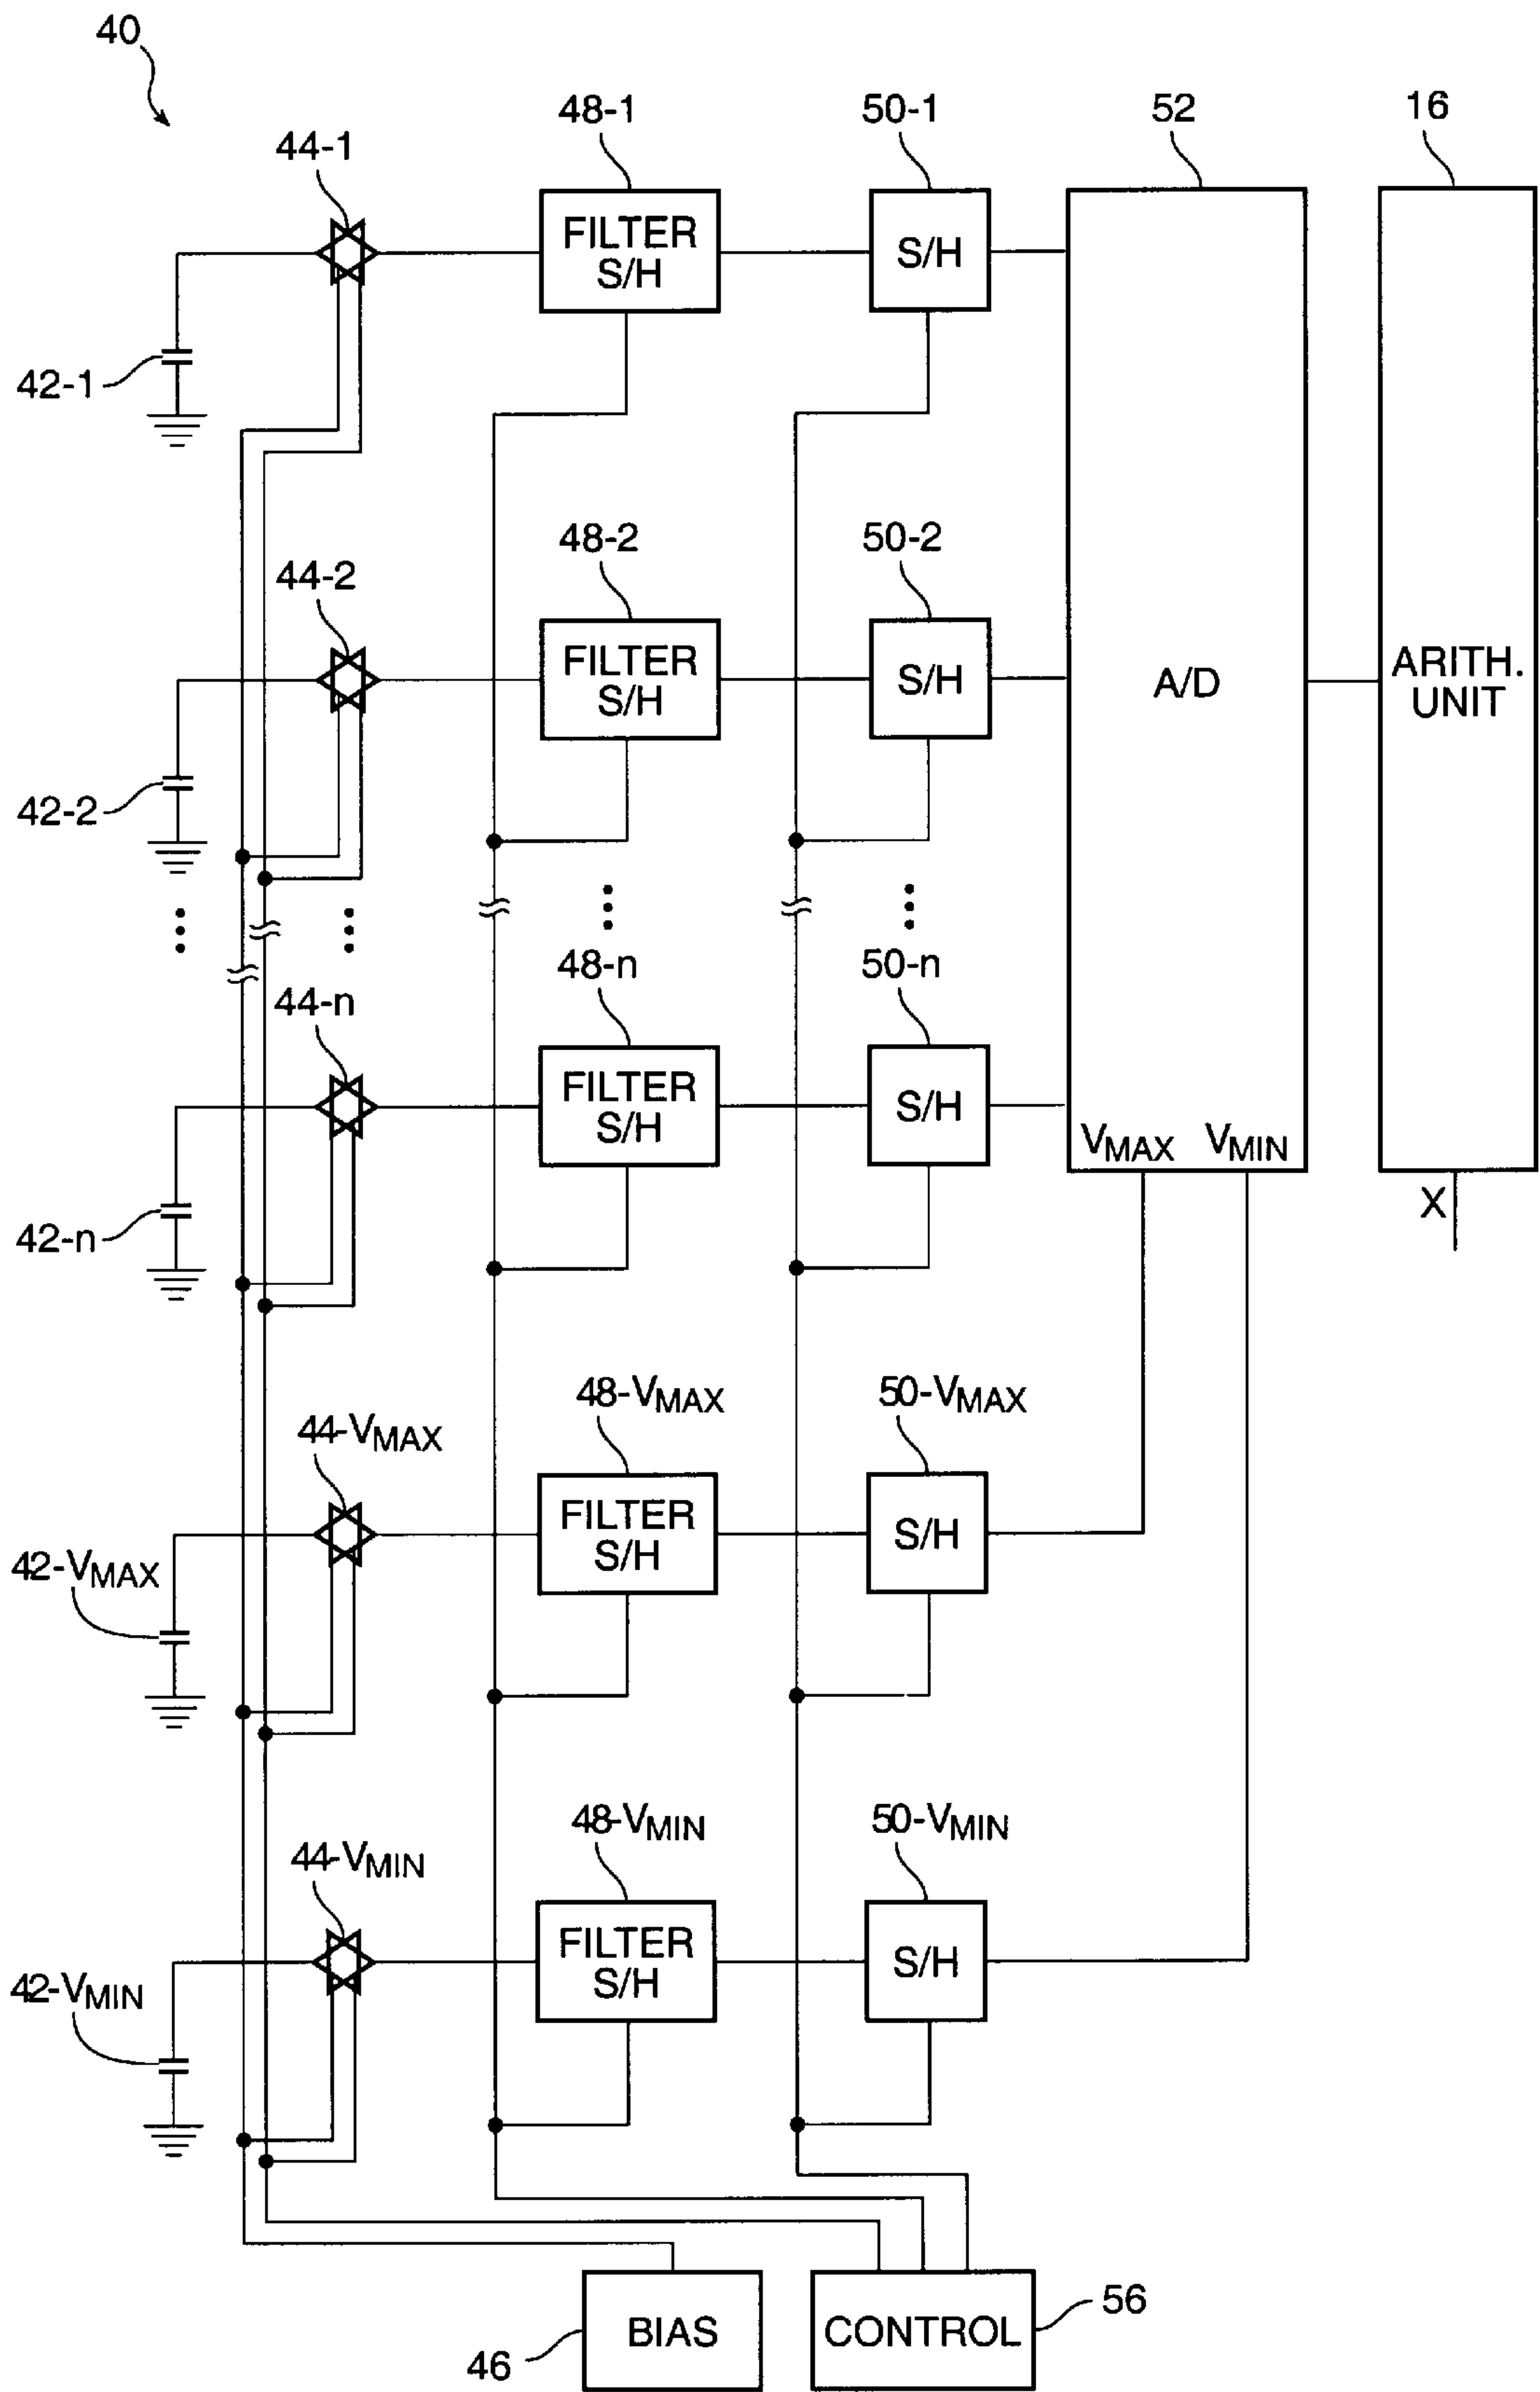 40
48-1
50-1
52
16
44-1
FILTER
S/H
S/H
42-1
48-2
50-2
44-2
FILTER
S/H
S/H
A/D
ARITH.
UNIT
42-2
48-n
50-n
44-n
FILTER
S/H
S/H
VMAX
VMIN
X
42-n
48-VMAX
50-VMAX
44-VMAX
FILTER
S/H
S/H
42-VMAX
48-VMIN
50-VMIN
44-VMIN
FILTER
S/H
S/H
42-VMIN
BIAS
CONTROL
56
46